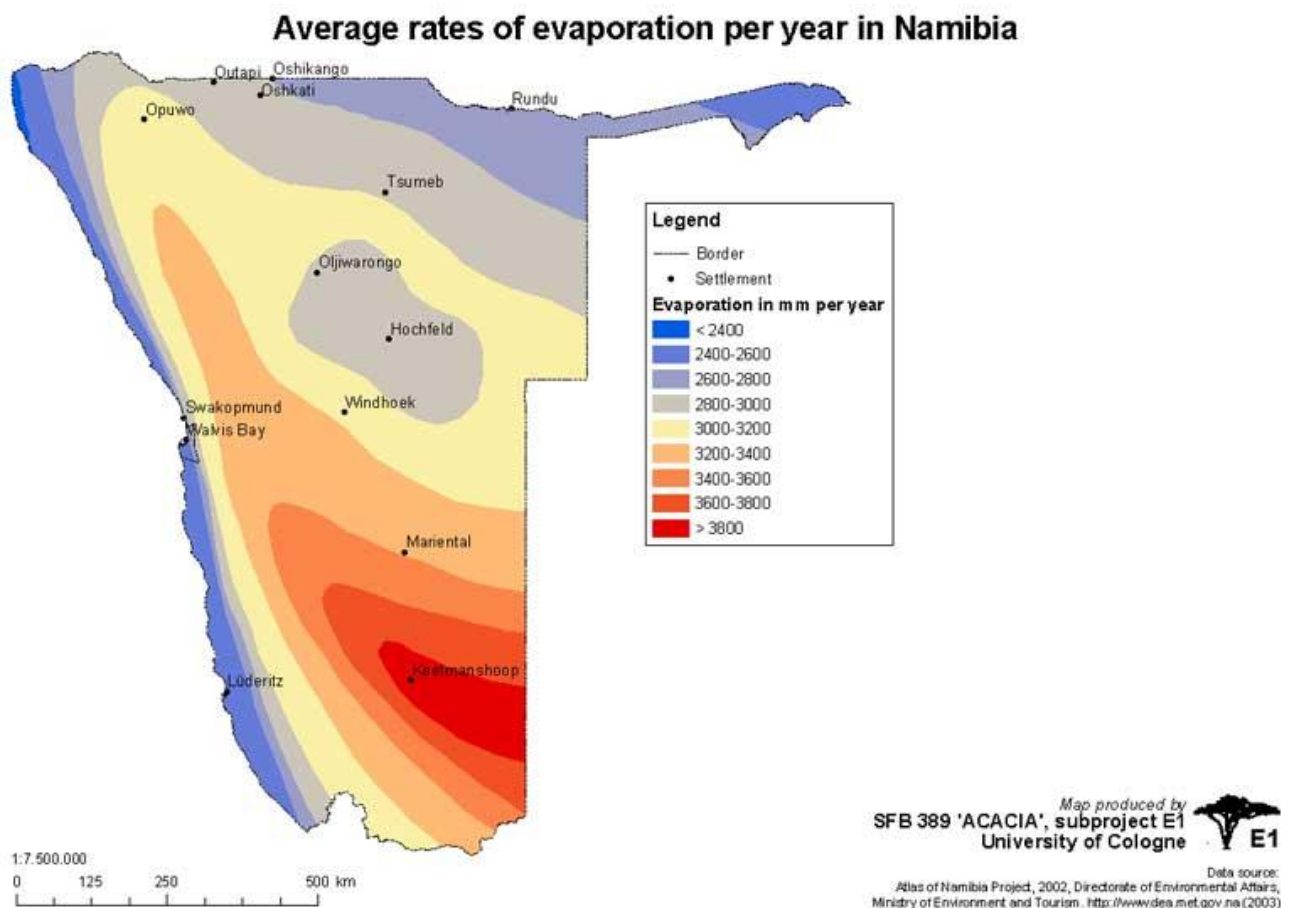 Average rates of evaporation per year in Namibia
Outapi
Oshikango
Oshkati
Opuwo
Rundu
Tsumeb
Oljiwarongo
Hochfeld
Windhoek
Swakopmund
Walvis Bay
Mariental
Keetmanshoop
Lüderitz
Legend
Border
Settlement
Evaporation in mm per year
< 2400
2400-2600
2600-2800
2800-3000
3000-3200
3200-3400
3400-3600
3600-3800
> 3800
1:7.500.000
0 125 250 500 km
Map produced by
SFB 389 'ACACIA', subproject E1
University of Cologne
E1
Data source:
Atlas of Namibia Project, 2002, Directorate of Environmental Affairs,
Ministry of Environment and Tourism. http://www.dea.met.gov.na (2003)